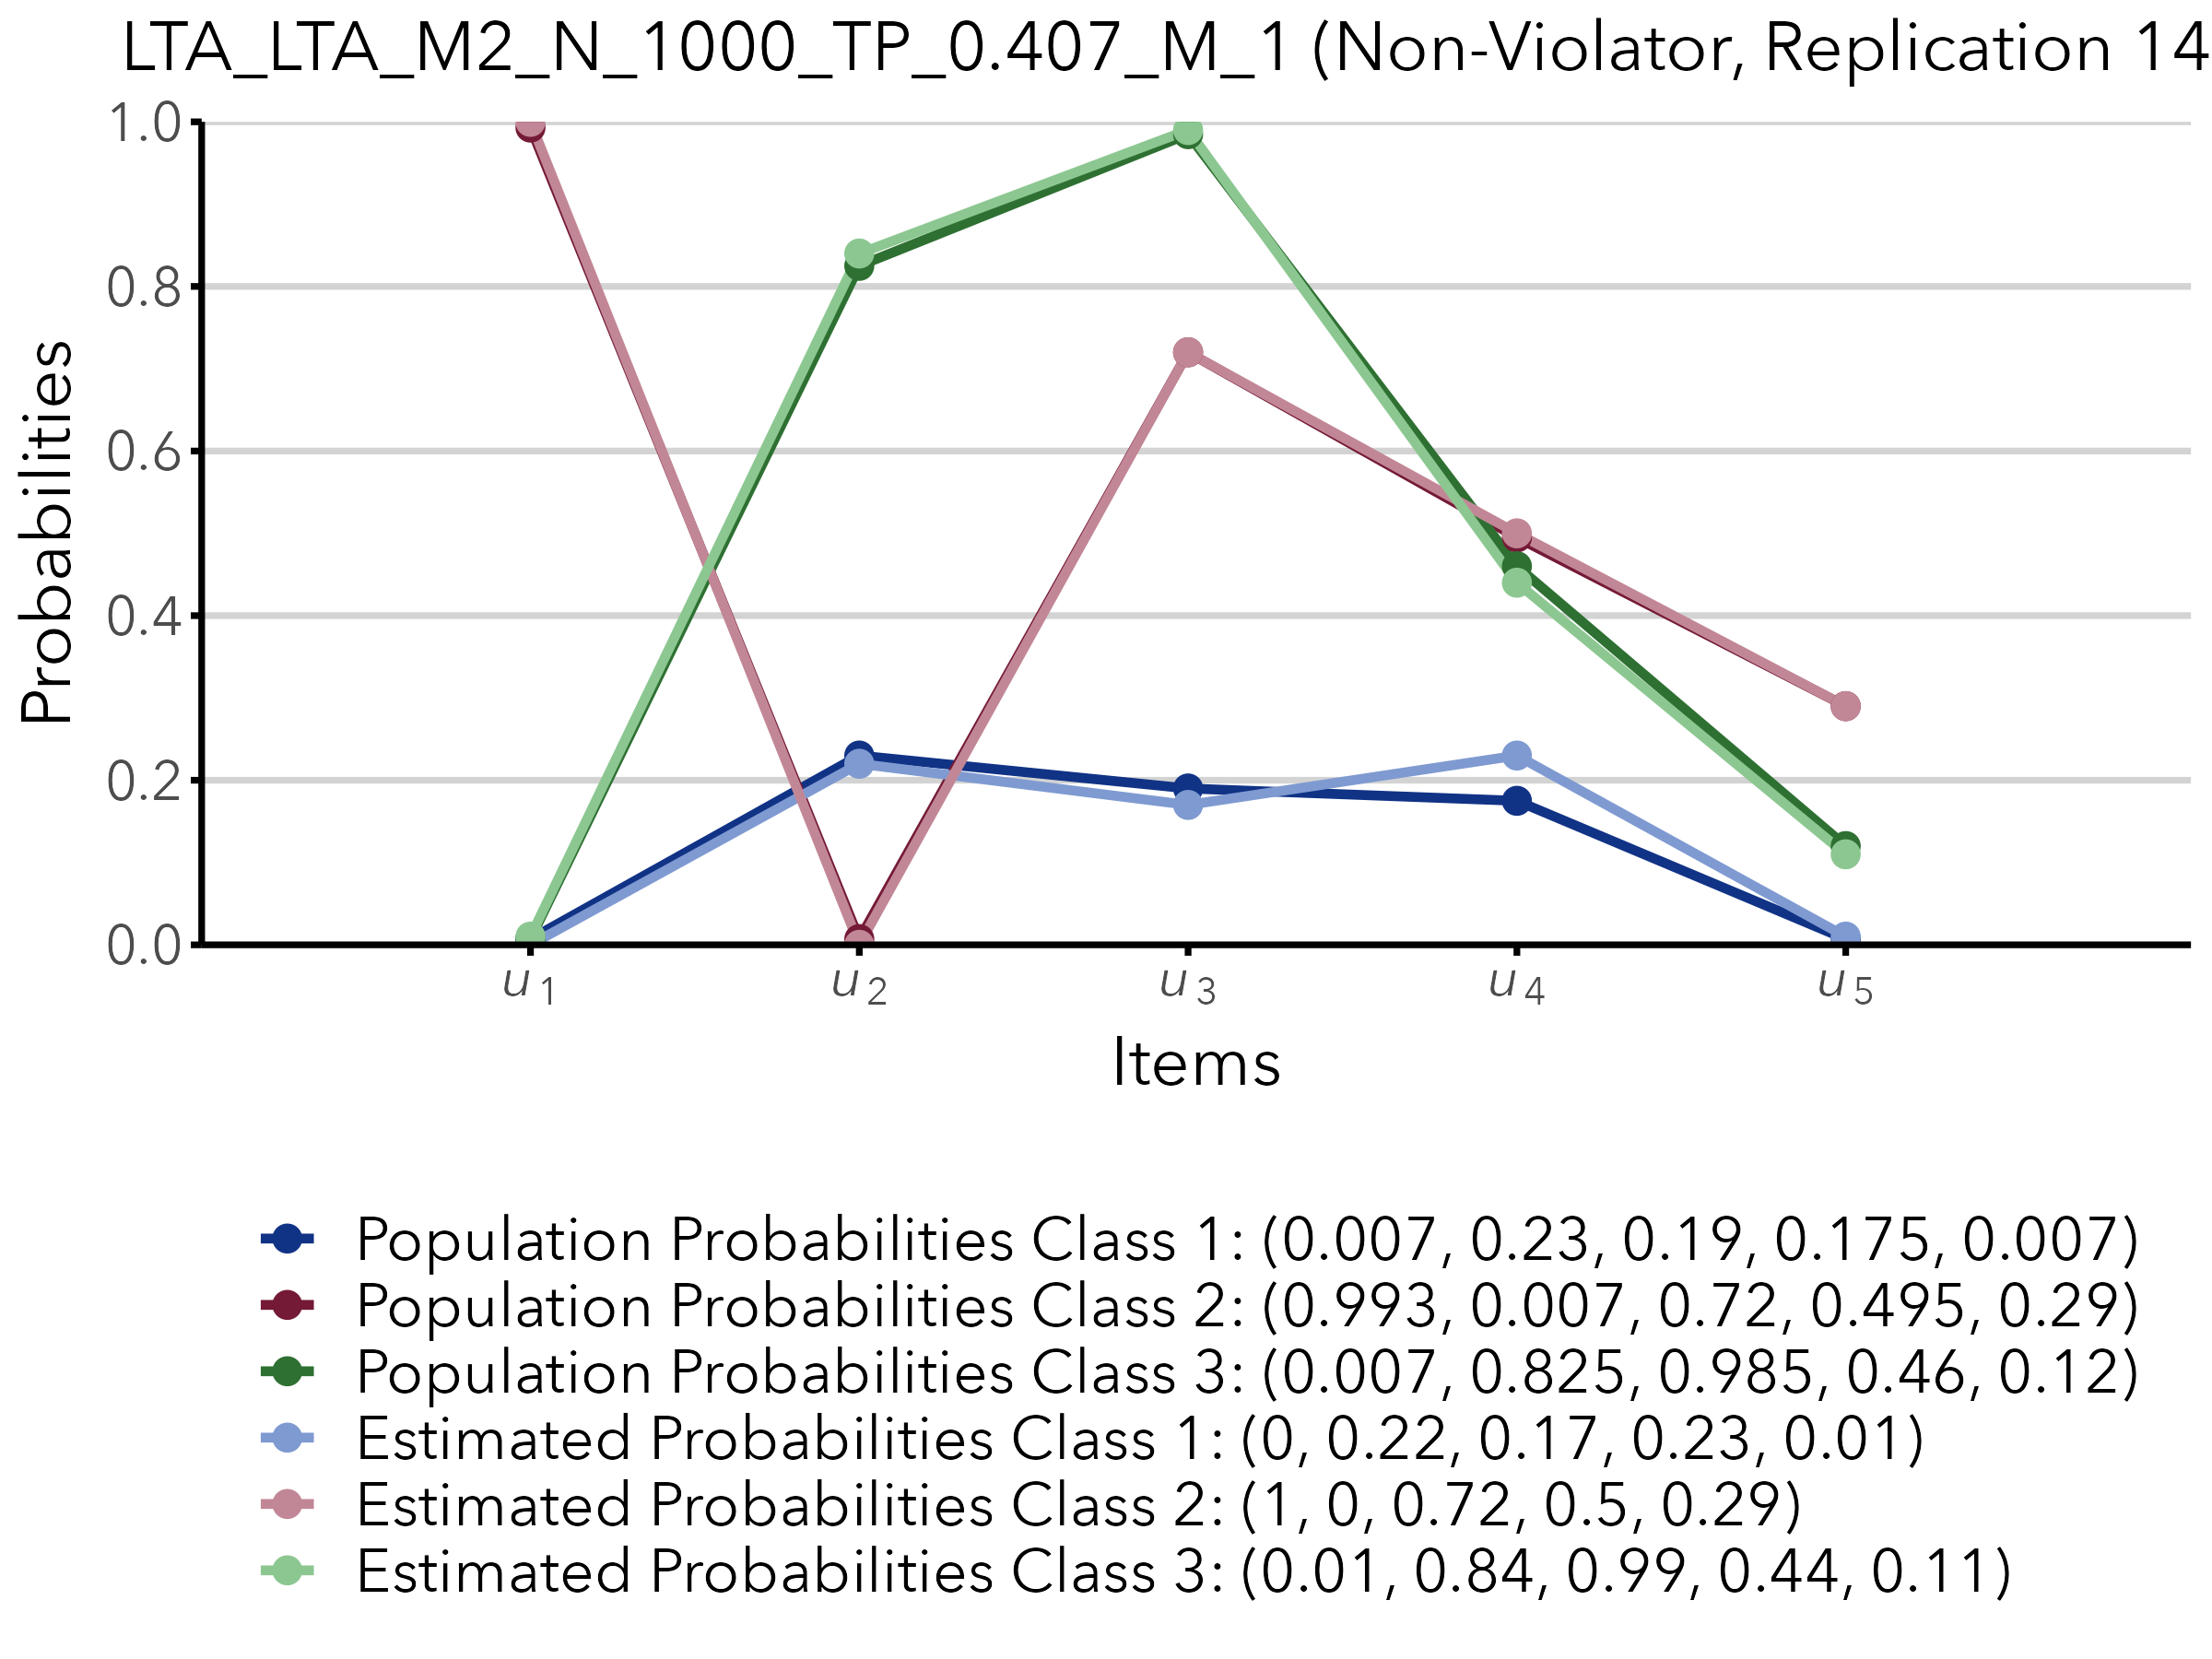 LTA_LTA_M2_N_1000_TP_0.407_M_1 (Non-Violator, Replication 14
1.0
0.8
0.6
0.4
0.2
0.0
Probabilities
u1
u2
u3
u4
u5
Items
Population Probabilities Class 1: (0.007, 0.23, 0.19, 0.175, 0.007)
Population Probabilities Class 2: (0.993, 0.007, 0.72, 0.495, 0.29)
Population Probabilities Class 3: (0.007, 0.825, 0.985, 0.46, 0.12)
Estimated Probabilities Class 1: (0, 0.22, 0.17, 0.23, 0.01)
Estimated Probabilities Class 2: (1, 0, 0.72, 0.5, 0.29)
Estimated Probabilities Class 3: (0.01, 0.84, 0.99, 0.44, 0.11)